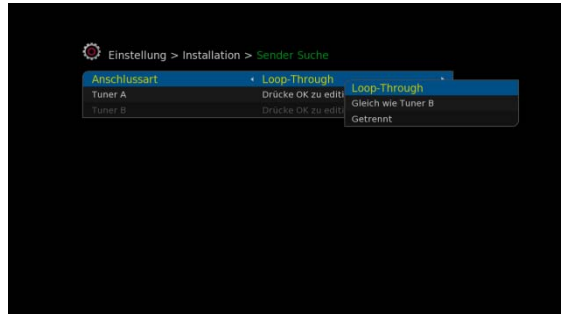 Einstellung > Installation > Sender Suche
Anschlussart Loop-Through
Loop-Through
Tuner A Drücke OK zu editi
Gleich wie Tuner B
Tuner B Drücke OK zu editi
Getrennt